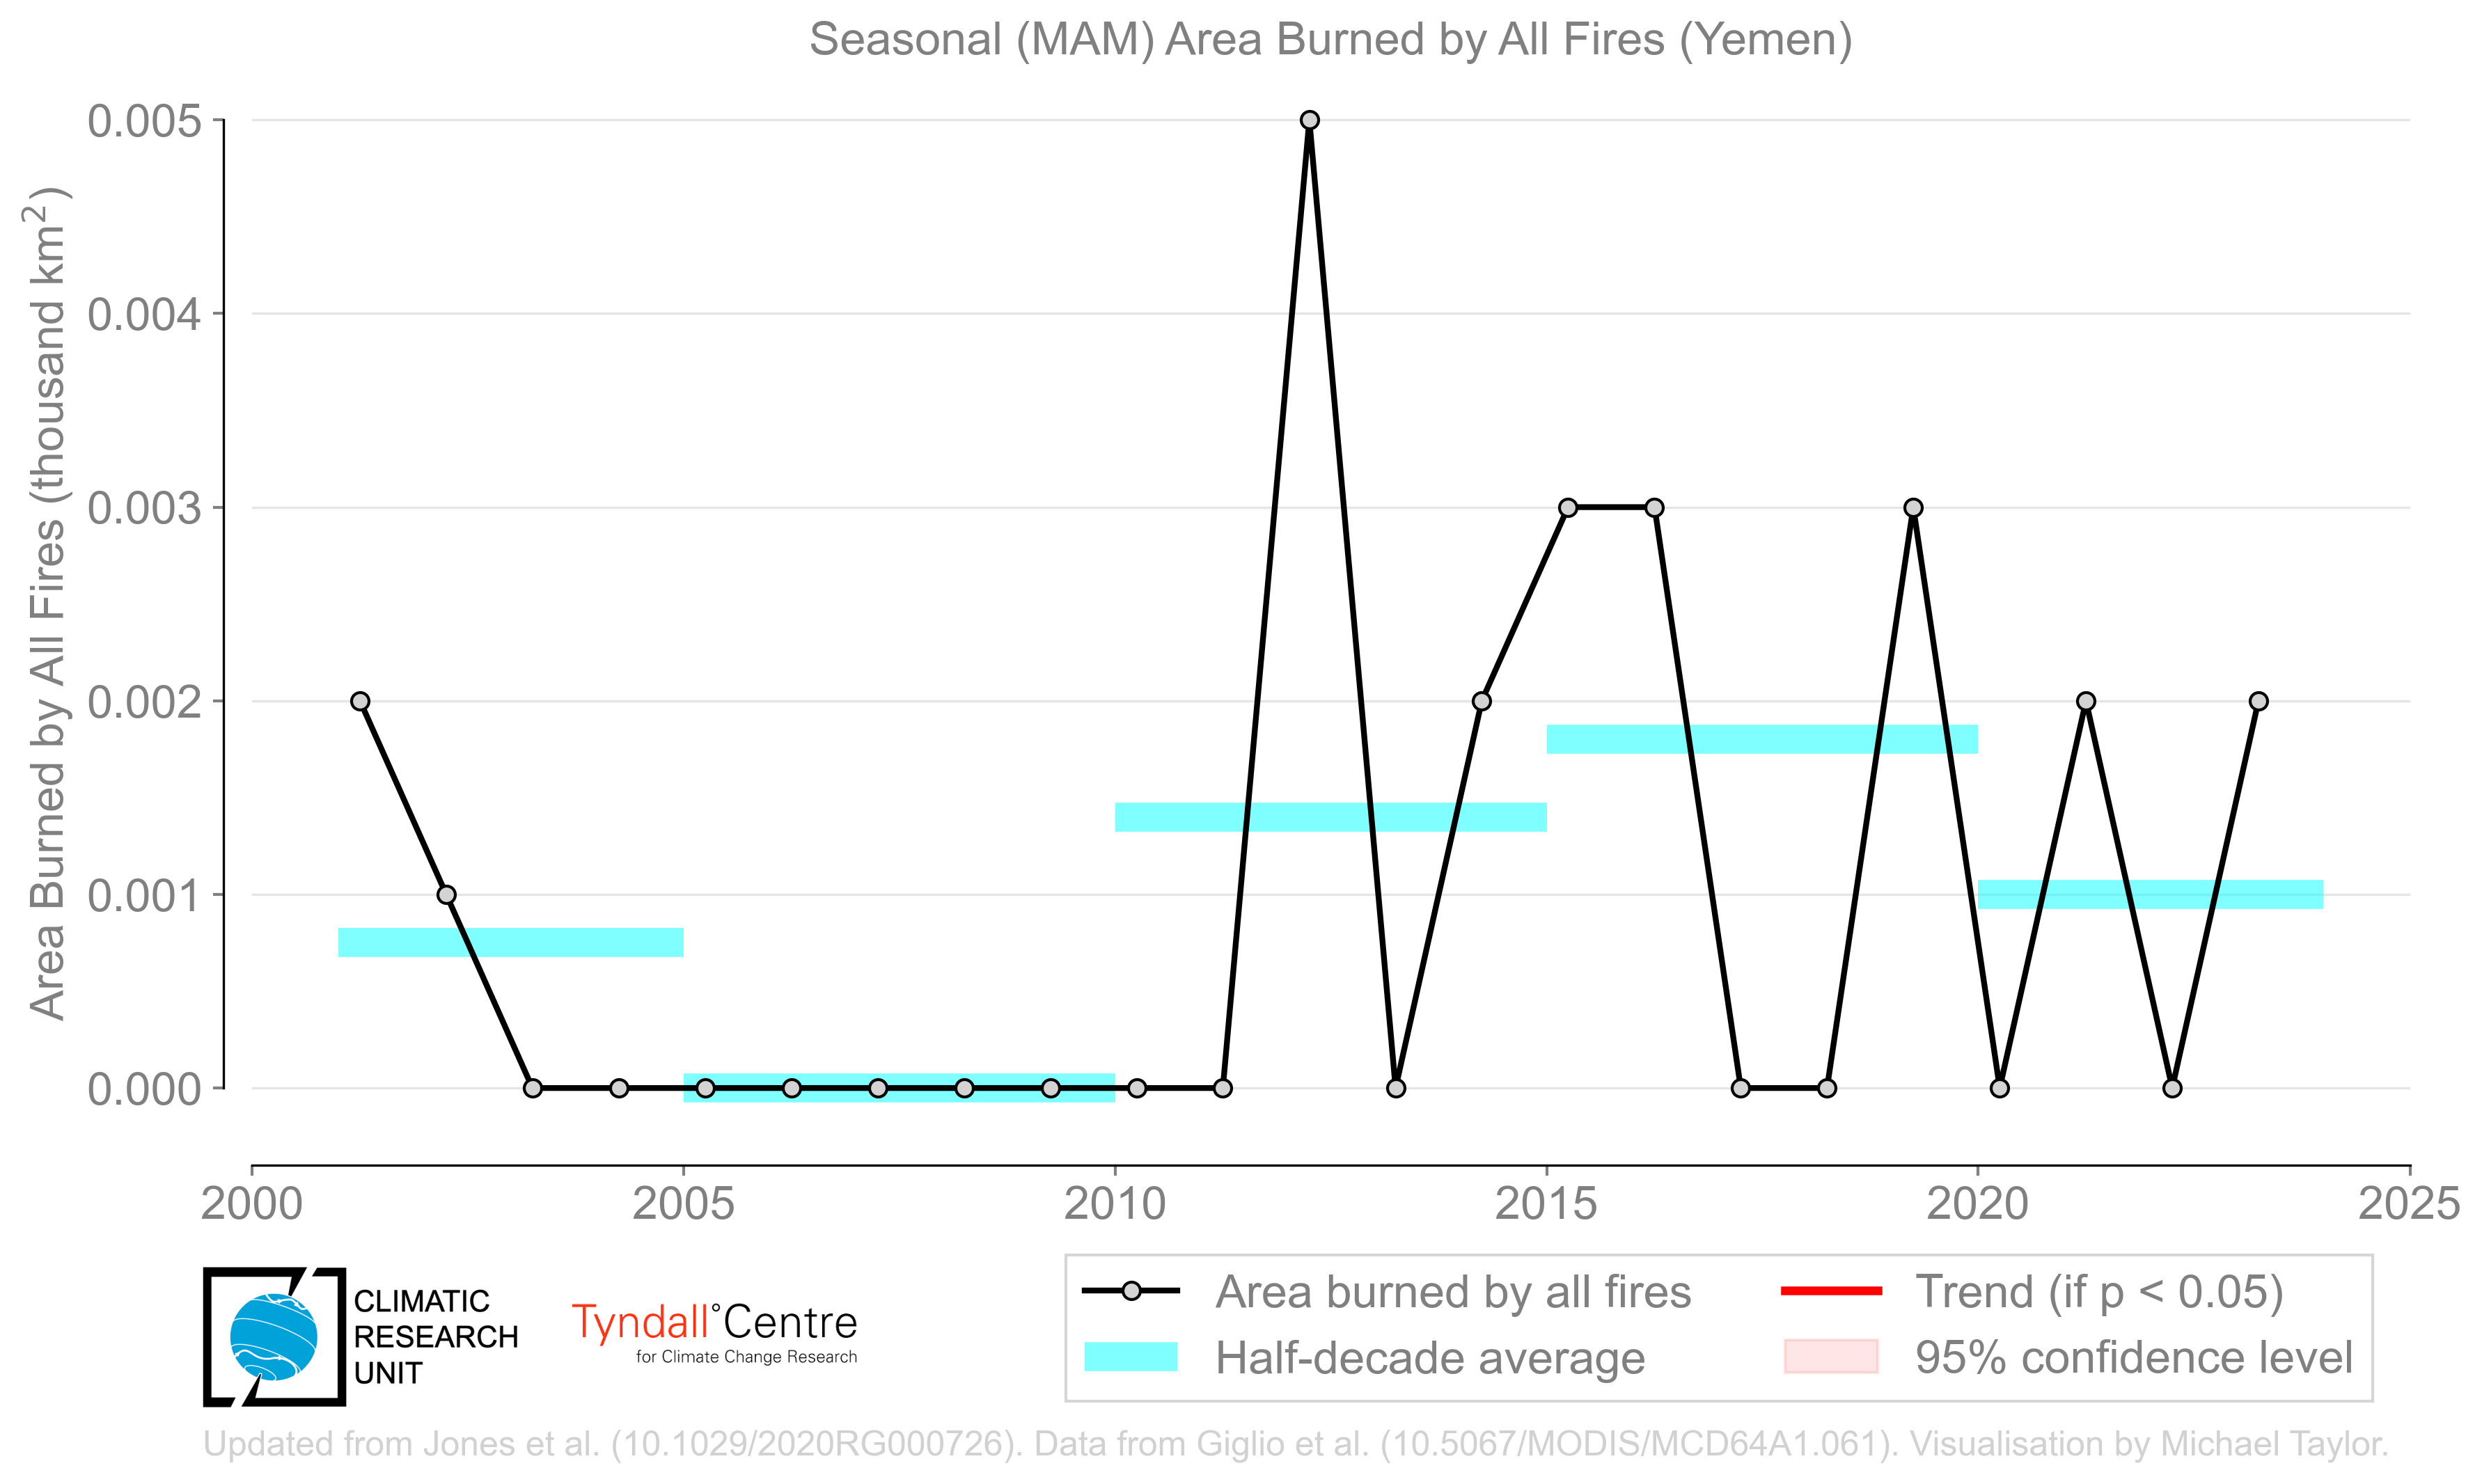 Seasonal (MAM) Area Burned by All Fires (Yemen)
Area Burned by All Fires (thousand km²)
0.005
0.004
0.003
0.002
0.001
0.000
2000 2005 2010 2015 2020 2025
CLIMATIC
RESEARCH
UNIT
Tyndall°Centre
for Climate Change Research
Area burned by all fires
Half-decade average
Trend (if p < 0.05)
95% confidence level
Updated from Jones et al. (10.1029/2020RG000726). Data from Giglio et al. (10.5067/MODIS/MCD64A1.061). Visualisation by Michael Taylor.